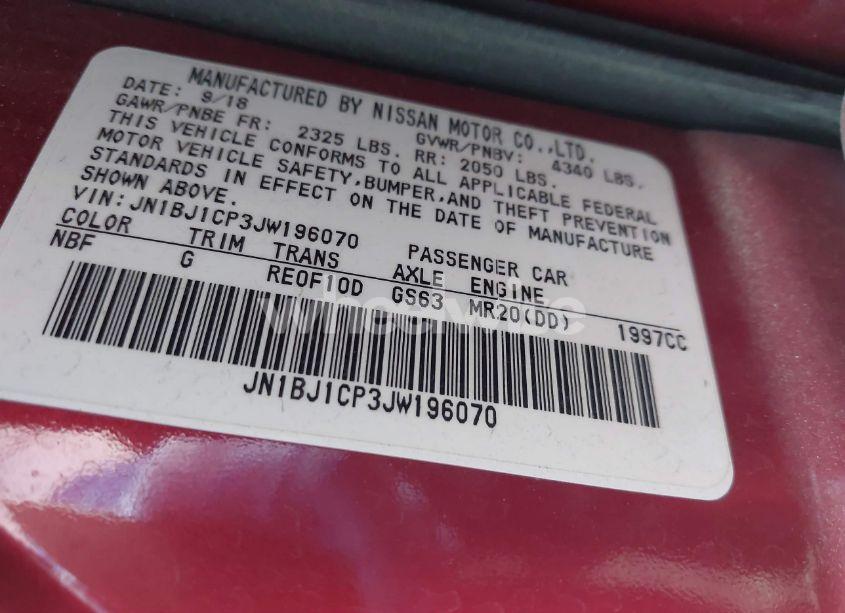 MANUFACTURED BY NISSAN MOTOR CO.,LTD.
DATE: 9/18 GVWR/PNBV: 4340 LBS.
GAWR/PNBE FR: 2325 LBS. RR: 2050 LBS.
THIS VEHICLE CONFORMS TO ALL APPLICABLE FEDERAL
MOTOR VEHICLE SAFETY,BUMPER,AND THEFT PREVENTION
STANDARDS IN EFFECT ON THE DATE OF MANUFACTURE
SHOWN ABOVE.
VIN:JN1BJ1CP3JW196070 PASSENGER CAR
COLOR TRIM TRANS AXLE ENGINE
NBF G RE0F10D GS63 MR20(DD) 1997CC
wheelwire
JN1BJ1CP3JW196070